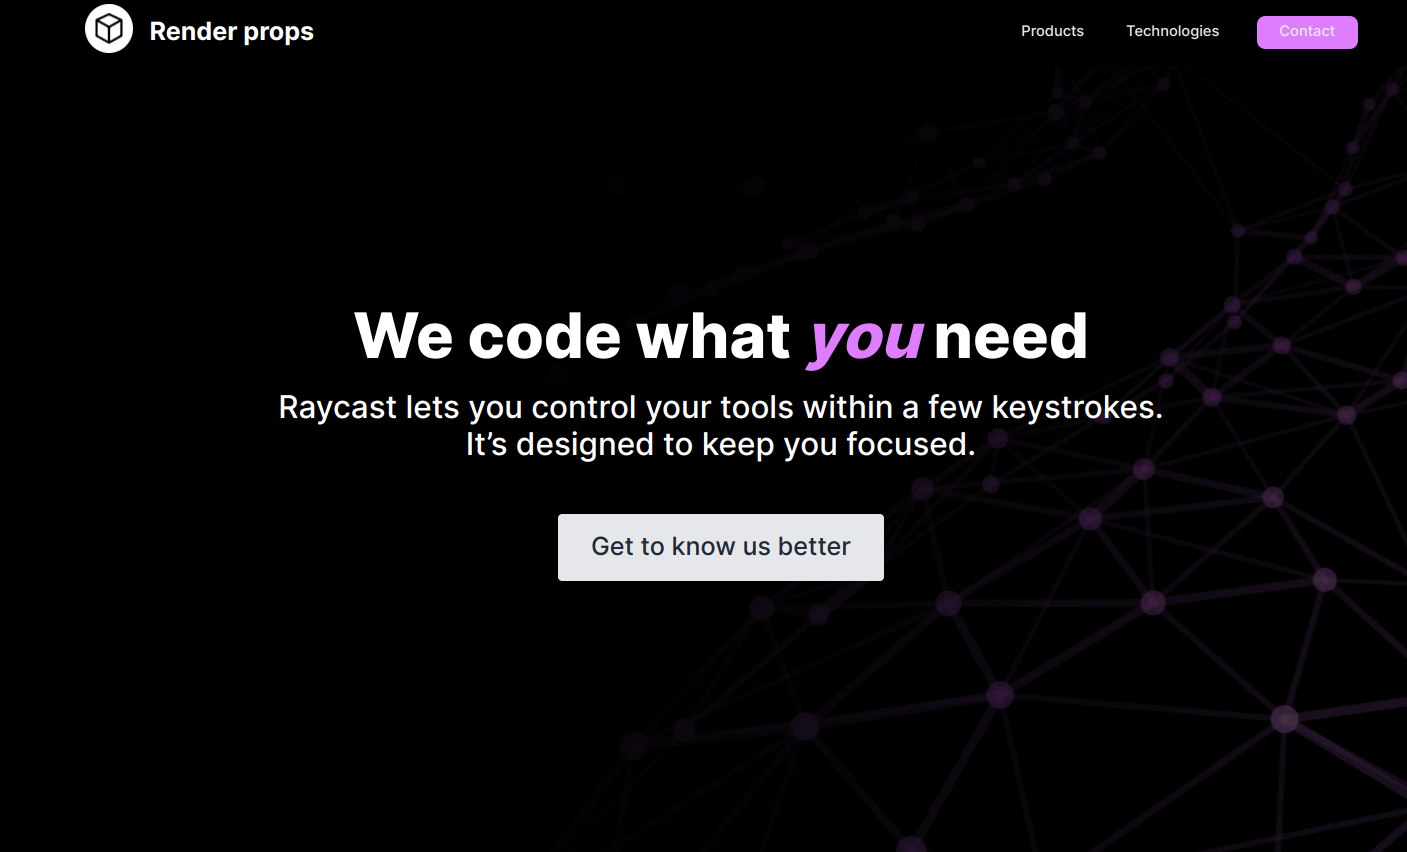 Render props
Products
Technologies
Contact
We code what you need
Raycast lets you control your tools within a few keystrokes.
It’s designed to keep you focused.
Get to know us better